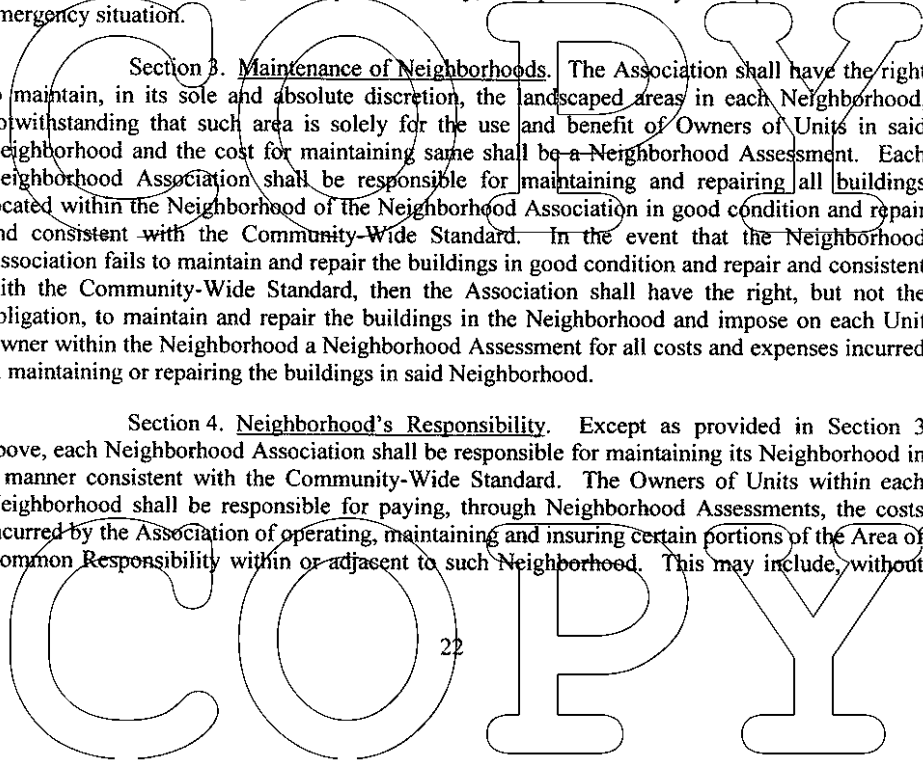 mergency situation.
Section 3. Maintenance of Neighborhoods. The Association shall have the right
maintain, in its sole and absolute discretion, the landscaped areas in each Neighborhood
otwithstanding that such area is solely for the use and benefit of Owners of Units in said
eighborhood and the cost for maintaining same shall be a Neighborhood Assessment. Each
eighborhood Association shall be responsible for maintaining and repairing all buildings
ocated within the Neighborhood of the Neighborhood Association in good condition and repair
nd consistent with the Community-Wide Standard. In the event that the Neighborhood
ssociation fails to maintain and repair the buildings in good condition and repair and consistent
ith the Community-Wide Standard, then the Association shall have the right, but not the
bligation, to maintain and repair the buildings in the Neighborhood and impose on each Unit
wner within the Neighborhood a Neighborhood Assessment for all costs and expenses incurred
maintaining or repairing the buildings in said Neighborhood.
Section 4. Neighborhood's Responsibility. Except as provided in Section 3
bove, each Neighborhood Association shall be responsible for maintaining its Neighborhood in
manner consistent with the Community-Wide Standard. The Owners of Units within each
eighborhood shall be responsible for paying, through Neighborhood Assessments, the costs
ncurred by the Association of operating, maintaining and insuring certain portions of the Area of
ommon Responsibility within or adjacent to such Neighborhood. This may include, without
22
COPY
COPY